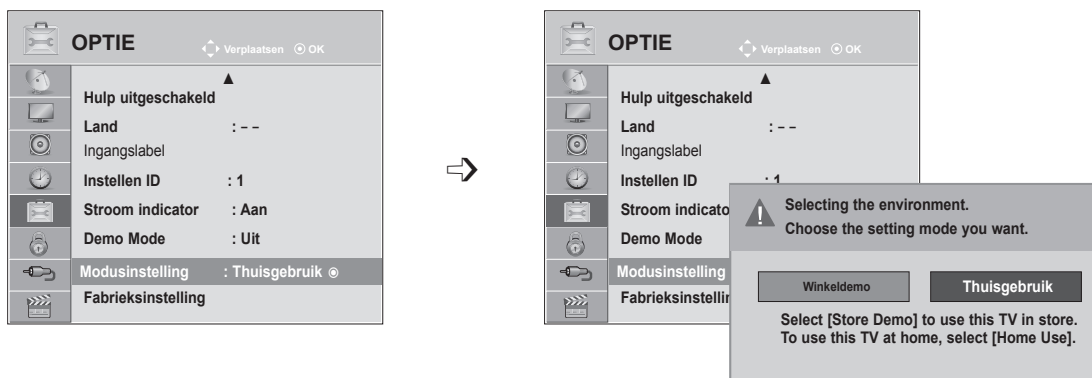 OPTIE
Verplaatsen OK
▲
Hulp uitgeschakeld
Land : – –
Ingangslabel
Instellen ID : 1
Stroom indicator : Aan
Demo Mode : Uit
Modusinstelling : Thuisgebruik
Fabrieksinstelling
OPTIE
Verplaatsen OK
▲
Hulp uitgeschakeld
Land : – –
Ingangslabel
Instellen ID : 1
Stroom indicato
Demo Mode
Modusinstelling
Fabrieksinstellin
Selecting the environment.
Choose the setting mode you want.
Winkeldemo Thuisgebruik
Select [Store Demo] to use this TV in store.
To use this TV at home, select [Home Use].